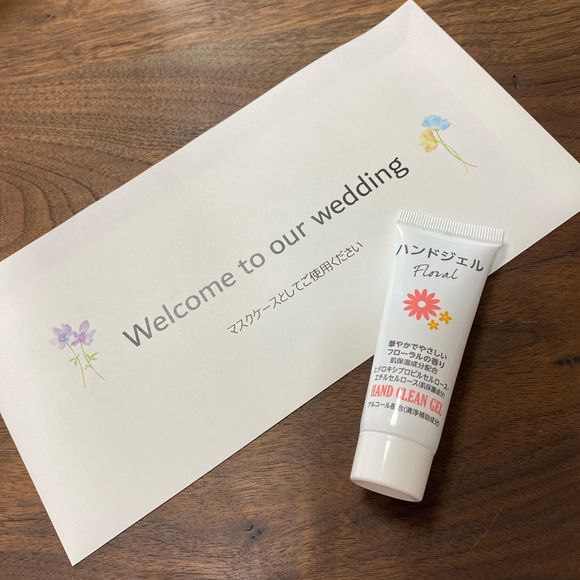 Welcome to our wedding
マスクケースとしてご使用ください
ハンドジェル
Floral
華やかでやさしい
フローラルの香り
肌保湿成分配合
ヒドロキシプロピルセルロース、
エチルセルロース(肌保護成分)
HAND CLEAN GEL
アルコール配合(清浄補助成分)